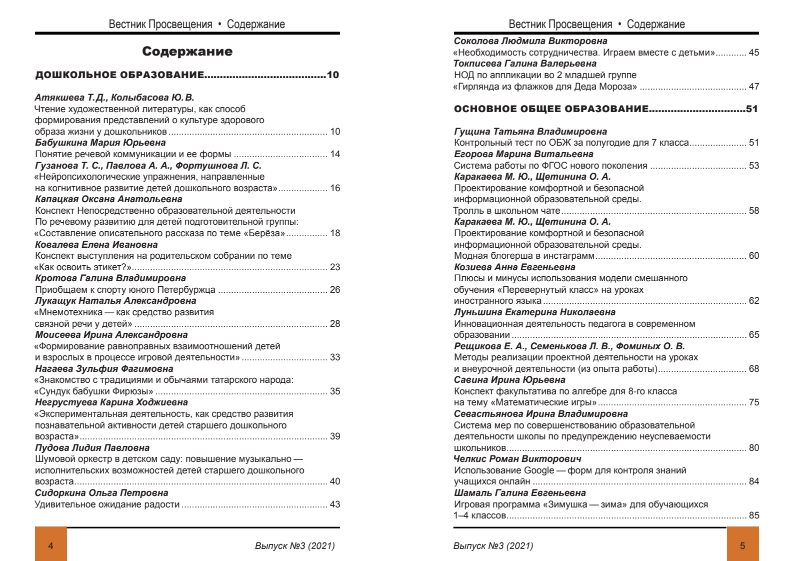 Вестник Просвещения • Содержание
Содержание
ДОШКОЛЬНОЕ ОБРАЗОВАНИЕ.......................................10
Атякшева Т.Д., Колыбасова Ю.В.
Чтение художественной литературы, как способ
формирования представлений о культуре здорового
образа жизни у дошкольников ............................................................ 10
Бабушкина Мария Юрьевна
Понятие речевой коммуникации и ее формы .................................... 14
Гузанова Т. С., Павлова А. А., Фортушнова Л. С.
«Нейропсихологические упражнения, направленные
на когнитивное развитие детей дошкольного возраста».................. 16
Капацкая Оксана Анатольевна
Конспект Непосредственно образовательной деятельности
По речевому развитию для детей подготовительной группы:
«Составление описательного рассказа по теме «Берёза»............... 18
Ковалева Елена Ивановна
Конспект выступления на родительском собрании по теме
«Как освоить этикет?».......................................................................... 23
Кротова Галина Владимировна
Приобщаем к спорту юного Петербуржца .......................................... 26
Лукащук Наталья Александровна
«Мнемотехника — как средство развития
связной речи у детей» ......................................................................... 28
Моисеева Ирина Александровна
«Формирование равноправных взаимоотношений детей
и взрослых в процессе игровой деятельности» ................................ 33
Нагаева Зульфия Фагимовна
«Знакомство с традициями и обычаями татарского народа:
«Сундук бабушки Фирюзы» ................................................................. 35
Негрустуева Карина Ходжиевна
«Экспериментальная деятельность, как средство развития
познавательной активности детей старшего дошкольного
возраста».............................................................................................. 39
Пудова Лидия Павловна
Шумовой оркестр в детском саду: повышение музыкально —
исполнительских возможностей детей старшего дошкольного
возраста................................................................................................ 40
Сидоркина Ольга Петровна
Удивительное ожидание радости ....................................................... 43
4
Выпуск №3 (2021)
Вестник Просвещения • Содержание
Соколова Людмила Викторовна
«Необходимость сотрудничества. Играем вместе с детьми»............ 45
Токписева Галина Валерьевна
НОД по аппликации во 2 младшей группе
«Гирлянда из флажков для Деда Мороза» ........................................ 47
ОСНОВНОЕ ОБЩЕЕ ОБРАЗОВАНИЕ...............................51
Гущина Татьяна Владимировна
Контрольный тест по ОБЖ за полугодие для 7 класса..................... 51
Егорова Марина Витальевна
Система работы по ФГОС нового поколения .................................... 53
Каракаева М. Ю., Щетинина О. А.
Проектирование комфортной и безопасной
информационной образовательной среды.
Тролль в школьном чате...................................................................... 58
Каракаева М. Ю., Щетинина О. А.
Проектирование комфортной и безопасной
информационной образовательной среды.
Модная блогерша в инстаграмм.......................................................... 60
Козиева Анна Евгеньевна
Плюсы и минусы использования модели смешанного
обучения «Перевернутый класс» на уроках
иностранного языка ............................................................................. 62
Луньшина Екатерина Николаевна
Инновационная деятельность педагога в современном
образовании ......................................................................................... 65
Рещикова Е. А., Семенькова Л. В., Фоминых О. В.
Методы реализации проектной деятельности на уроках
и внеурочной деятельности (из опыта работы)................................. 68
Савина Ирина Юрьевна
Конспект факультатива по алгебре для 8-го класса
на тему «Математические игры»......................................................... 75
Севастьянова Ирина Владимировна
Система мер по совершенствованию образовательной
деятельности школы по предупреждению неуспеваемости
школьников........................................................................................... 80
Челкис Роман Викторович
Использование Google — форм для контроля знаний
учащихся онлайн ................................................................................. 84
Шамаль Галина Евгеньевна
Игровая программа «Зимушка — зима» для обучающихся
1–4 классов........................................................................................... 85
Выпуск №3 (2021)
5